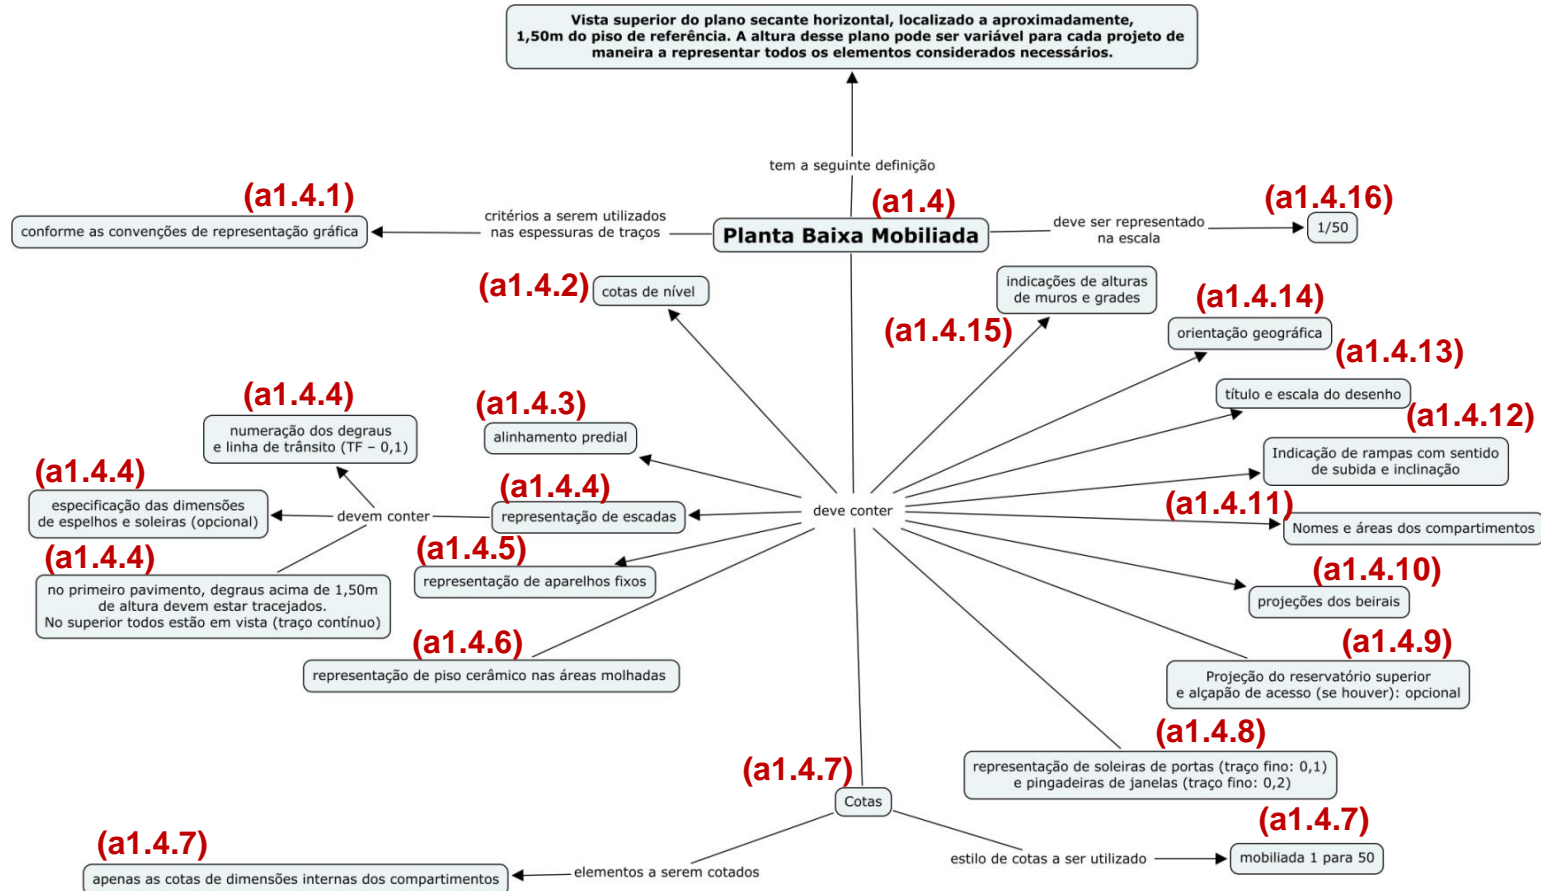 Vista superior do plano secante horizontal, localizado a aproximadamente,
1,50m do piso de referência. A altura desse plano pode ser variável para cada projeto de
maneira a representar todos os elementos considerados necessários.
tem a seguinte definição
(a1.4.1)
conforme as convenções de representação gráfica
critérios a serem utilizados
nas espessuras de traços
(a1.4)
Planta Baixa Mobiliada
deve ser representado
na escala
(a1.4.16)
1/50
(a1.4.2)
cotas de nível
indicações de alturas
de muros e grades
(a1.4.15)
(a1.4.14)
orientação geográfica
(a1.4.13)
título e escala do desenho
(a1.4.4)
numeração dos degraus
e linha de trânsito (TF – 0,1)
(a1.4.3)
alinhamento predial
(a1.4.12)
Indicação de rampas com sentido
de subida e inclinação
(a1.4.4)
especificação das dimensões
de espelhos e soleiras (opcional)
devem conter
(a1.4.4)
representação de escadas
deve conter
(a1.4.11)
Nomes e áreas dos compartimentos
(a1.4.4)
no primeiro pavimento, degraus acima de 1,50m
de altura devem estar tracejados.
No superior todos estão em vista (traço contínuo)
(a1.4.5)
representação de aparelhos fixos
(a1.4.10)
projeções dos beirais
(a1.4.6)
representação de piso cerâmico nas áreas molhadas
(a1.4.9)
Projeção do reservatório superior
e alçapão de acesso (se houver): opcional
(a1.4.8)
representação de soleiras de portas (traço fino: 0,1)
e pingadeiras de janelas (traço fino: 0,2)
(a1.4.7)
Cotas
(a1.4.7)
apenas as cotas de dimensões internas dos compartimentos
elementos a serem cotados
estilo de cotas a ser utilizado
(a1.4.7)
mobiliada 1 para 50